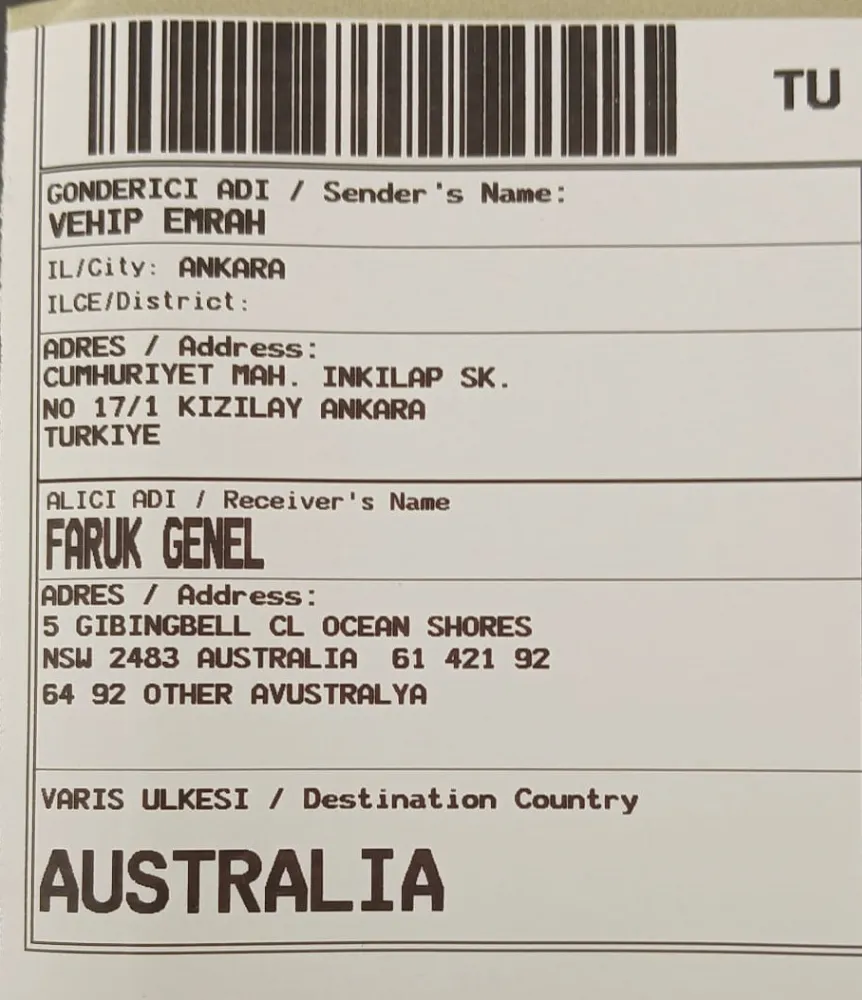 TU
GONDERICI ADI / Sender's Name:
VEHIP EMRAH
IL/City: ANKARA
ILCE/District:
ADRES / Address:
CUMHURIYET MAH. INKILAP SK.
NO 17/1 KIZILAY ANKARA
TURKIYE
ALICI ADI / Receiver's Name
FARUK GENEL
ADRES / Address:
5 GIBINGBELL CL OCEAN SHORES
NSW 2483 AUSTRALIA 61 421 92
64 92 OTHER AVUSTRALYA
VARIS ULKESI / Destination Country
AUSTRALIA